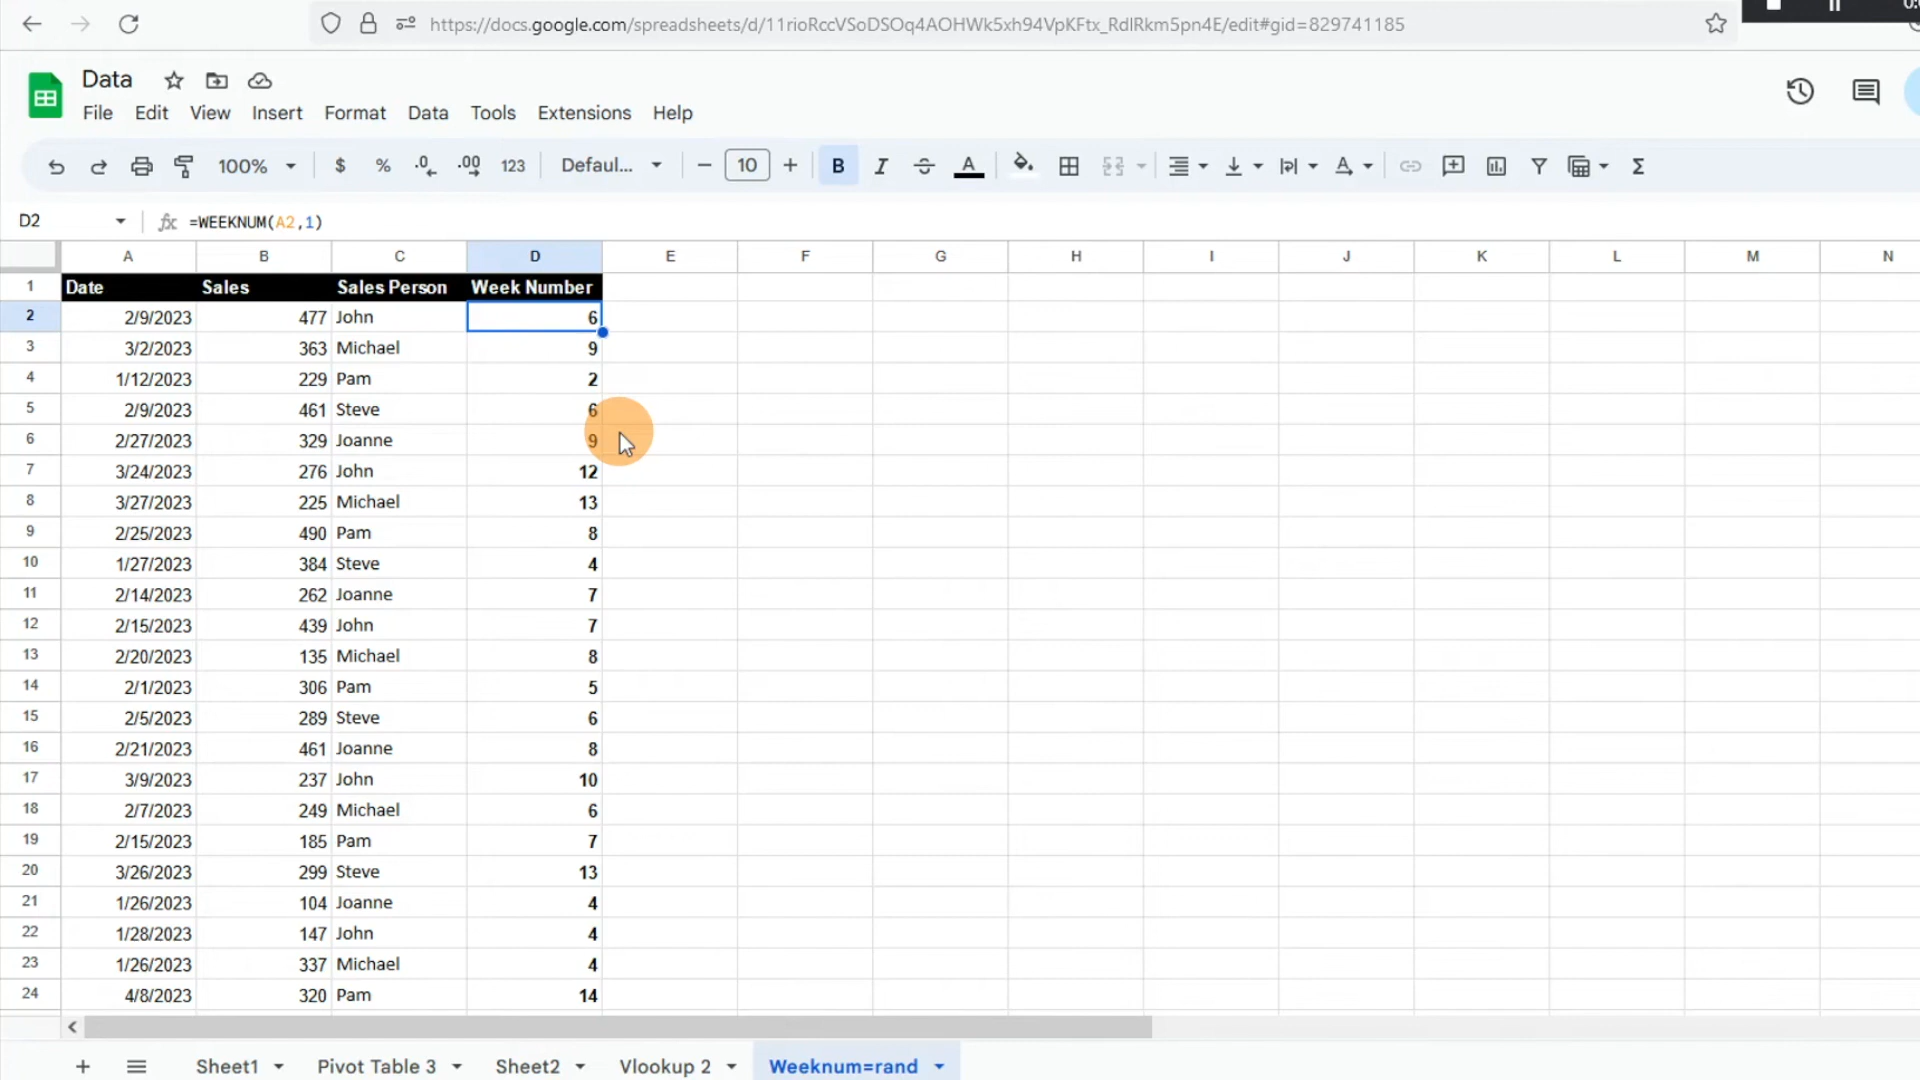 https://docs.google.com/spreadsheets/d/11rioRccVSoDSOq4AOHWk5xh94VpKFtx_RdlRkm5pn4E/edit#gid=829741185
Data
File Edit View Insert Format Data Tools Extensions Help
100% $ % .0 .00 123 Defaul... − 10 + B I A Σ
D2 fx =WEEKNUM(A2,1)
A B C D E F G H I J K L M N
1 Date Sales Sales Person Week Number
2 2/9/2023 477 John 6
3 3/2/2023 363 Michael 9
4 1/12/2023 229 Pam 2
5 2/9/2023 461 Steve 6
6 2/27/2023 329 Joanne 9
7 3/24/2023 276 John 12
8 3/27/2023 225 Michael 13
9 2/25/2023 490 Pam 8
10 1/27/2023 384 Steve 4
11 2/14/2023 262 Joanne 7
12 2/15/2023 439 John 7
13 2/20/2023 135 Michael 8
14 2/1/2023 306 Pam 5
15 2/5/2023 289 Steve 6
16 2/21/2023 461 Joanne 8
17 3/9/2023 237 John 10
18 2/7/2023 249 Michael 6
19 2/15/2023 185 Pam 7
20 3/26/2023 299 Steve 13
21 1/26/2023 104 Joanne 4
22 1/28/2023 147 John 4
23 1/26/2023 337 Michael 4
24 4/8/2023 320 Pam 14
Sheet1 Pivot Table 3 Sheet2 Vlookup 2 Weeknum=rand